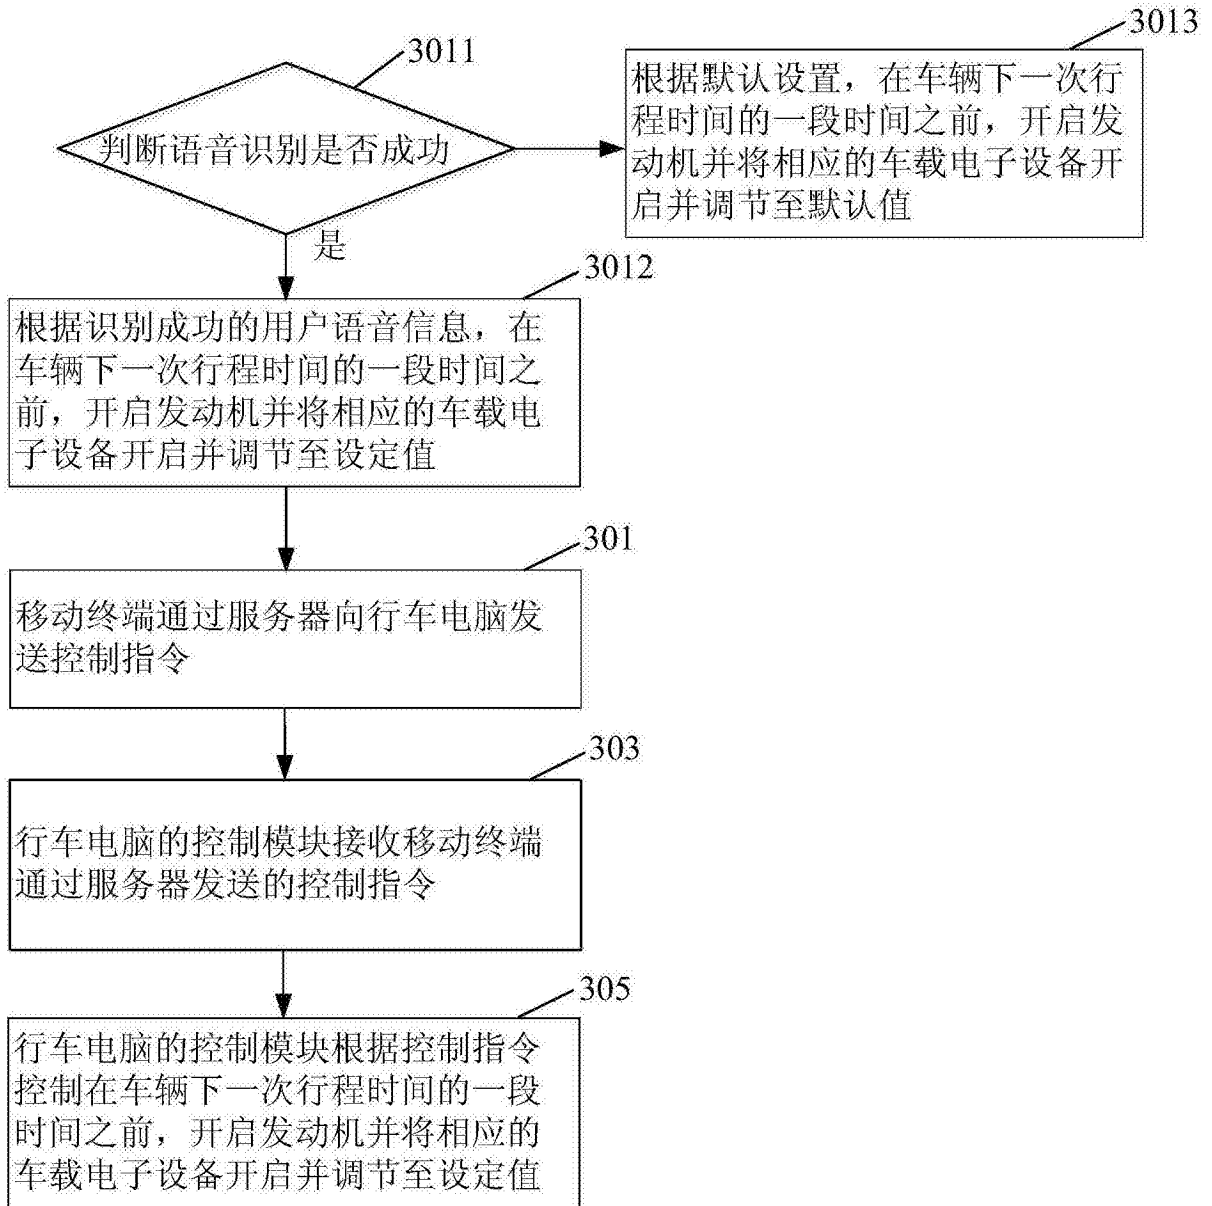 3011
判断语音识别是否成功
3013
根据默认设置，在车辆下一次行
程时间的一段时间之前，开启发
动机并将相应的车载电子设备开
启并调节至默认值
是
3012
根据识别成功的用户语音信息，在
车辆下一次行程时间的一段时间之
前，开启发动机并将相应的车载电
子设备开启并调节至设定值
301
移动终端通过服务器向行车电脑发
送控制指令
303
行车电脑的控制模块接收移动终端
通过服务器发送的控制指令
305
行车电脑的控制模块根据控制指令
控制在车辆下一次行程时间的一段
时间之前，开启发动机并将相应的
车载电子设备开启并调节至设定值